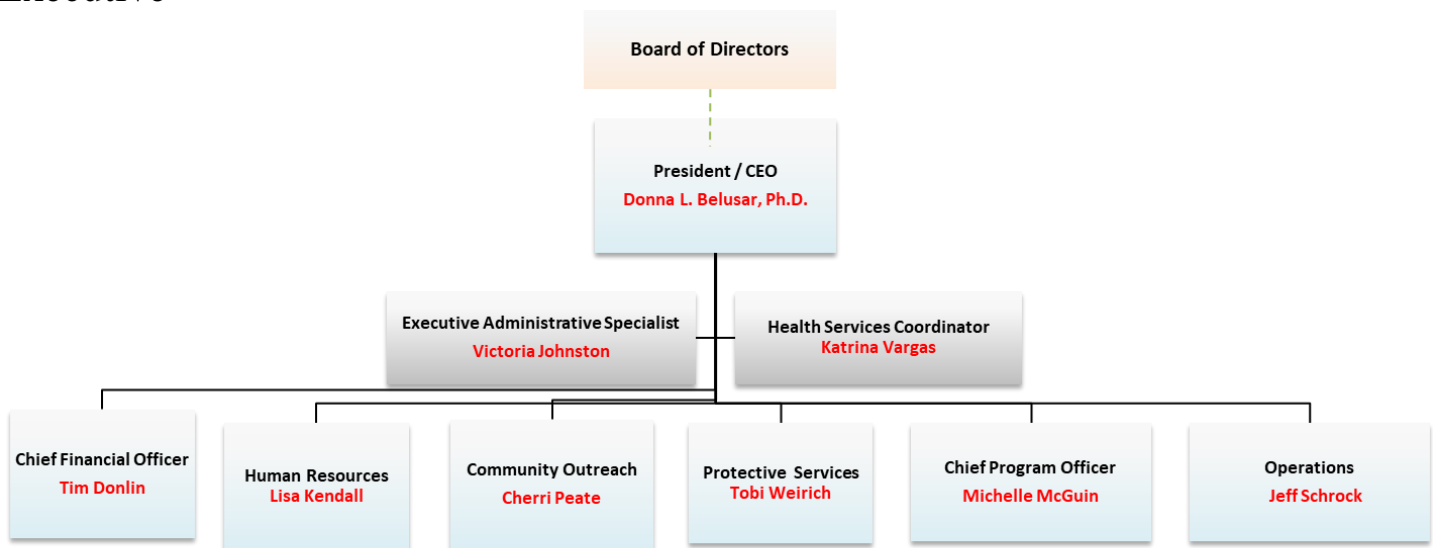 Executive
Board of Directors
President / CEO
Donna L. Belusar, Ph.D.
Executive Administrative Specialist
Victoria Johnston
Health Services Coordinator
Katrina Vargas
Chief Financial Officer
Tim Donlin
Human Resources
Lisa Kendall
Community Outreach
Cherri Peate
Protective Services
Tobi Weirich
Chief Program Officer
Michelle McGuin
Operations
Jeff Schrock